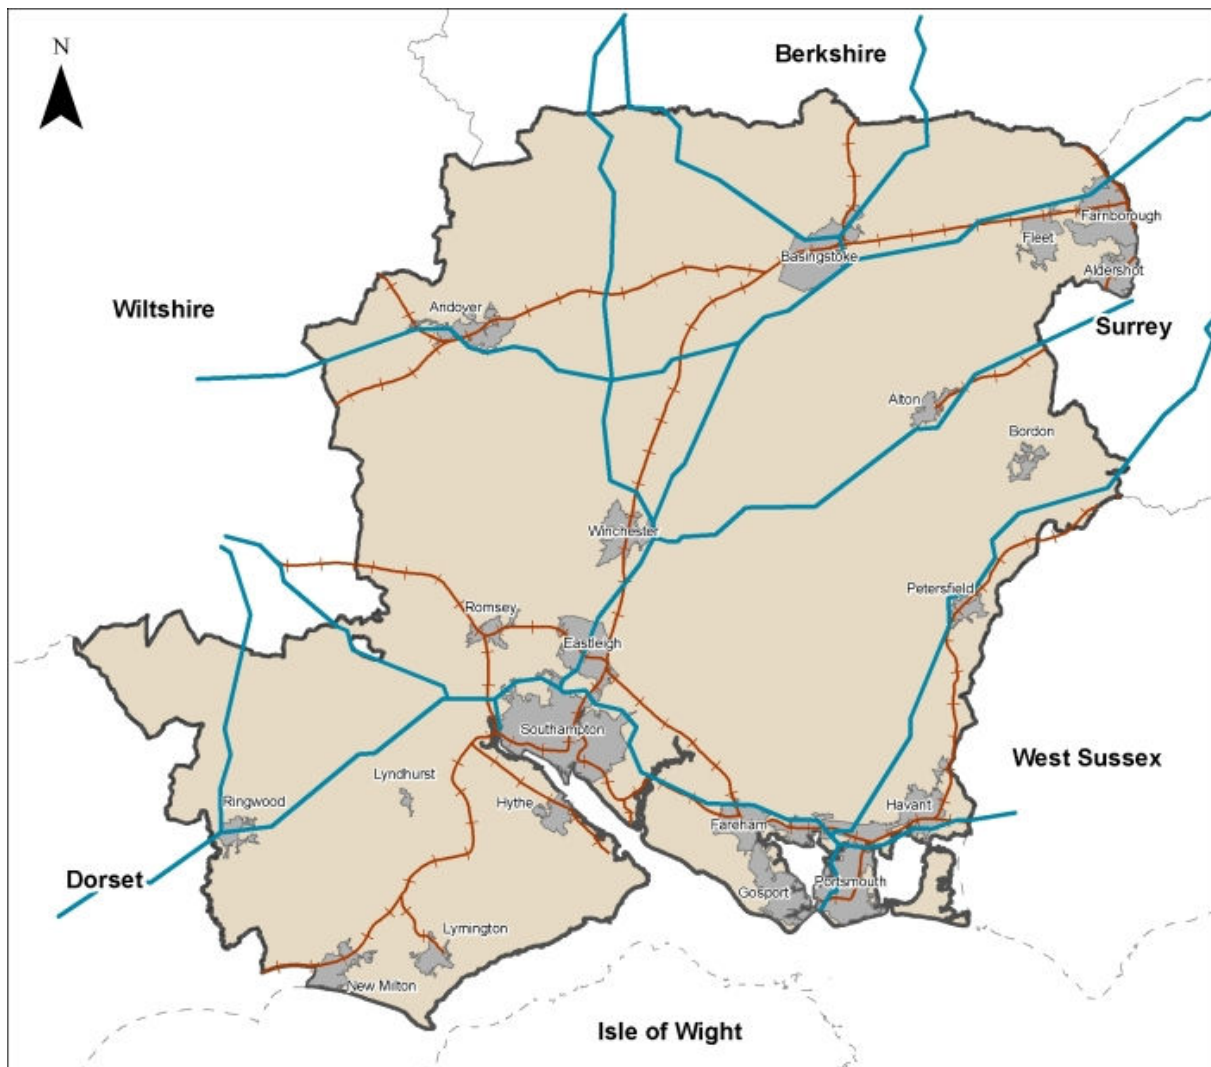 N
Berkshire
Farnborough
Fleet
Basingstoke
Aldershot
Wiltshire
Andover
Surrey
Alton
Bordon
Winchester
Petersfield
Romsey
Eastleigh
Southampton
West Sussex
Lyndhurst
Ringwood
Hythe
Havant
Fareham
Dorset
Portsmouth
Gosport
Lymington
New Milton
Isle of Wight